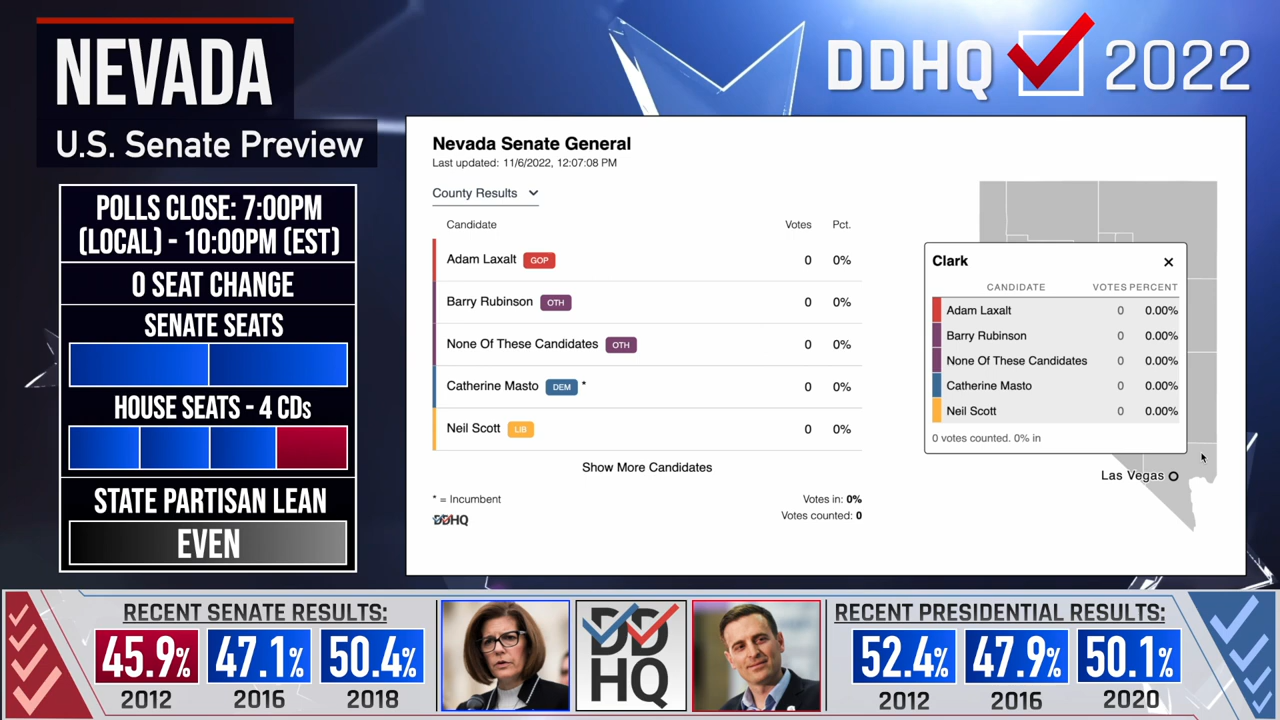 NEVADA
U.S. Senate Preview
DDHQ 2022
POLLS CLOSE: 7:00PM
(LOCAL) - 10:00PM (EST)
0 SEAT CHANGE
SENATE SEATS
HOUSE SEATS - 4 CDs
STATE PARTISAN LEAN
EVEN
Nevada Senate General
Last updated: 11/6/2022, 12:07:08 PM
County Results
Candidate Votes Pct.
Adam Laxalt GOP 0 0%
Barry Rubinson OTH 0 0%
None Of These Candidates OTH 0 0%
Catherine Masto DEM * 0 0%
Neil Scott LIB 0 0%
Show More Candidates
* = Incumbent Votes in: 0%
DDHQ Votes counted: 0
Clark ×
CANDIDATE VOTES PERCENT
Adam Laxalt 0 0.00%
Barry Rubinson 0 0.00%
None Of These Candidates 0 0.00%
Catherine Masto 0 0.00%
Neil Scott 0 0.00%
0 votes counted. 0% in
Las Vegas
RECENT SENATE RESULTS:
45.9% 47.1% 50.4%
2012 2016 2018
DD
HQ
RECENT PRESIDENTIAL RESULTS:
52.4% 47.9% 50.1%
2012 2016 2020